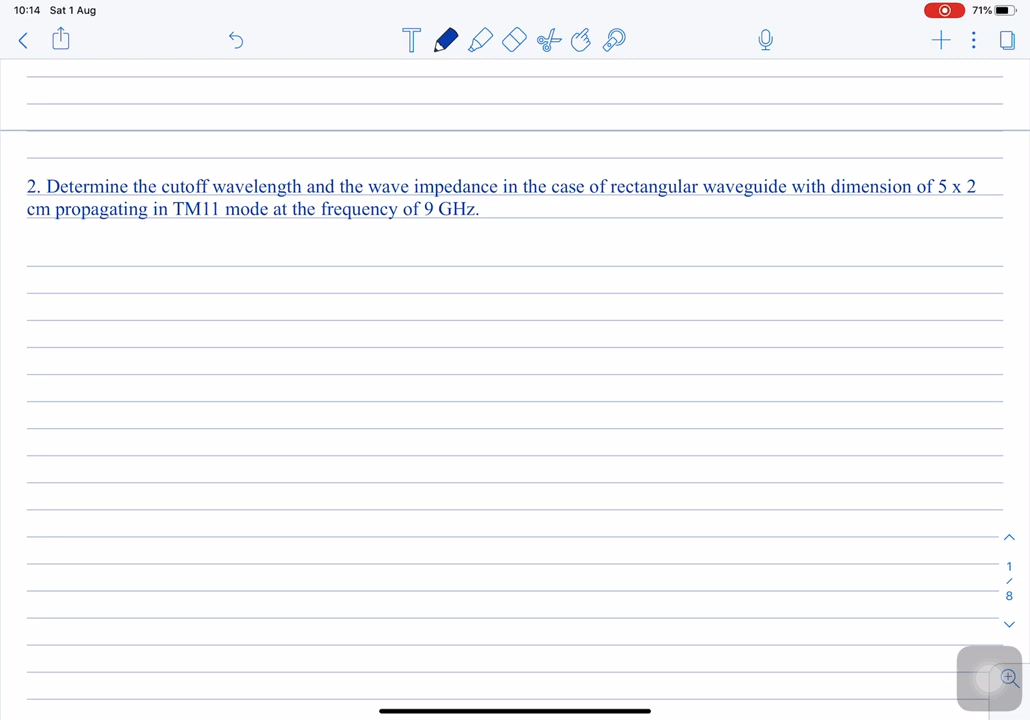 10:14 Sat 1 Aug
71%
T
2. Determine the cutoff wavelength and the wave impedance in the case of rectangular waveguide with dimension of 5 x 2
cm propagating in TM11 mode at the frequency of 9 GHz.
1
/
8